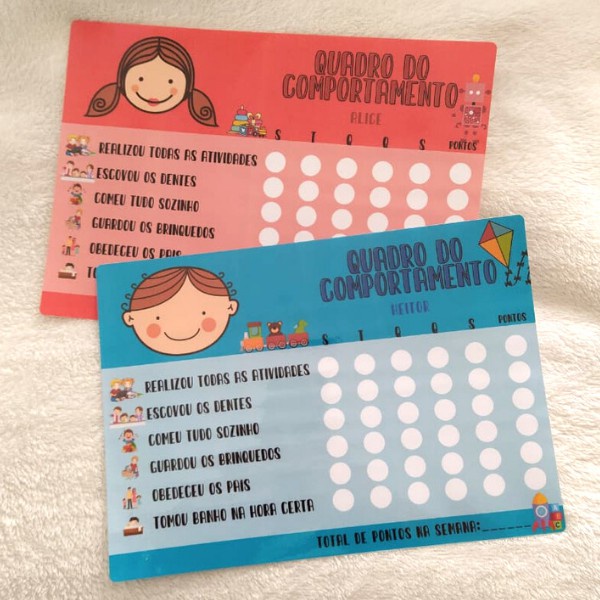 QUADRO DO
COMPORTAMENTO
ALICE
S T Q Q S PONTOS
REALIZOU TODAS AS ATIVIDADES
ESCOVOU OS DENTES
COMEU TUDO SOZINHO
GUARDOU OS BRINQUEDOS
OBEDECEU OS PAIS
TO
QUADRO DO
COMPORTAMENTO
HEITOR
S T Q Q S PONTOS
REALIZOU TODAS AS ATIVIDADES
ESCOVOU OS DENTES
COMEU TUDO SOZINHO
GUARDOU OS BRINQUEDOS
OBEDECEU OS PAIS
TOMOU BANHO NA HORA CERTA
TOTAL DE PONTOS NA SEMANA:______